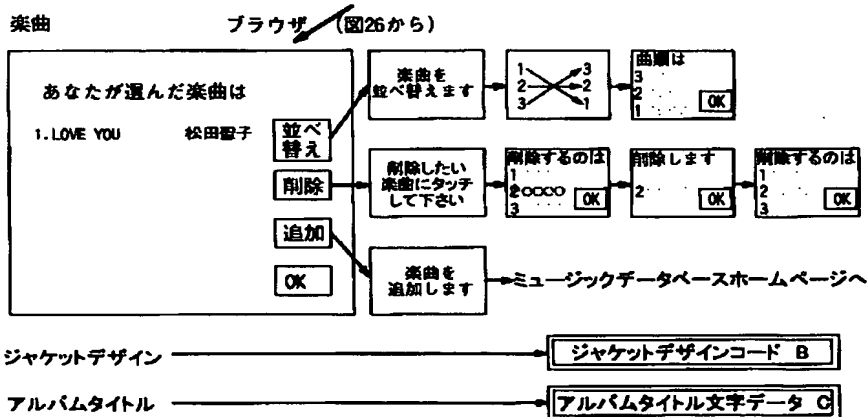 楽曲 ブラウザ (図26から)
あなたが選んだ楽曲は
1.LOVE YOU 松田聖子
並べ
替え
削除
追加
OK
楽曲を
並べ替えます
1 3
2 2
3 1
曲順は
3
2
1 OK
削除したい
楽曲にタッチ
して下さい
削除するのは
1
2○○○○
3 OK
削除します
2 OK
削除するのは
1
2
3 OK
楽曲を
追加します
ミュージックデータベースホームページへ
ジャケットデザイン ジャケットデザインコード B
アルバムタイトル アルバムタイトル文字データ C